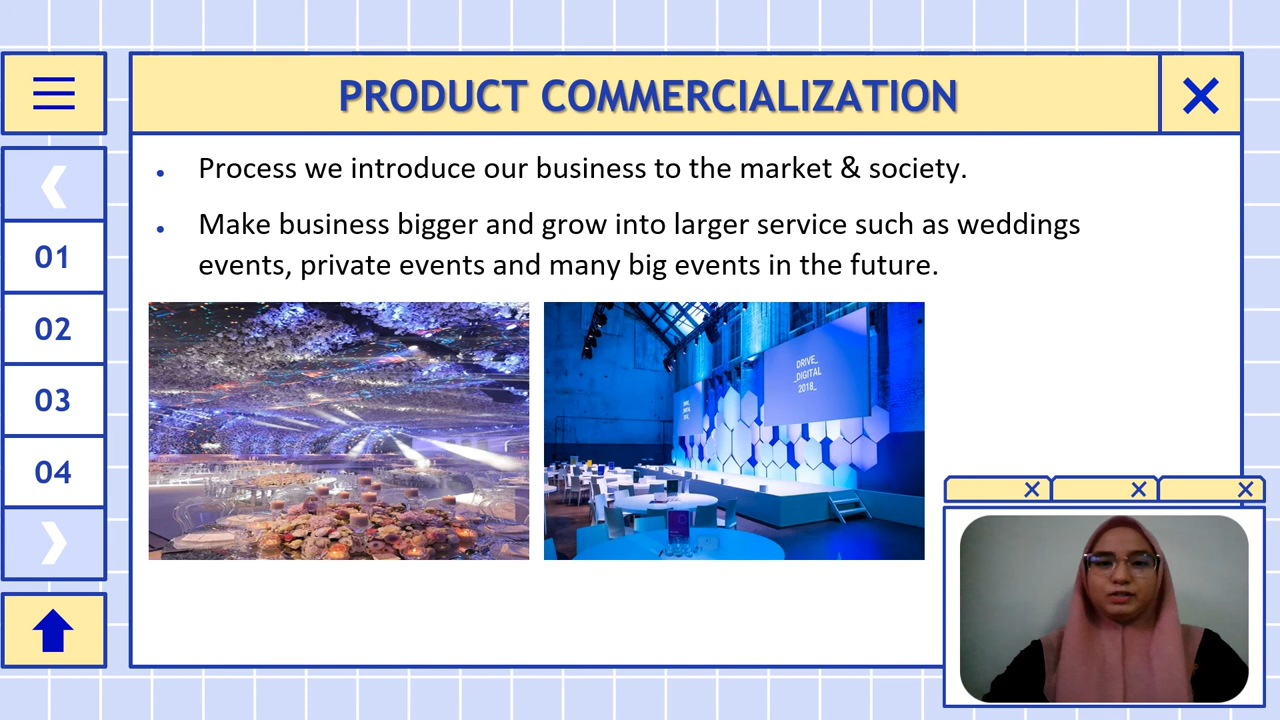 PRODUCT COMMERCIALIZATION
01
02
03
04
Process we introduce our business to the market & society.
Make business bigger and grow into larger service such as weddings
events, private events and many big events in the future.
DRIVE_
_DIGITAL
2018_